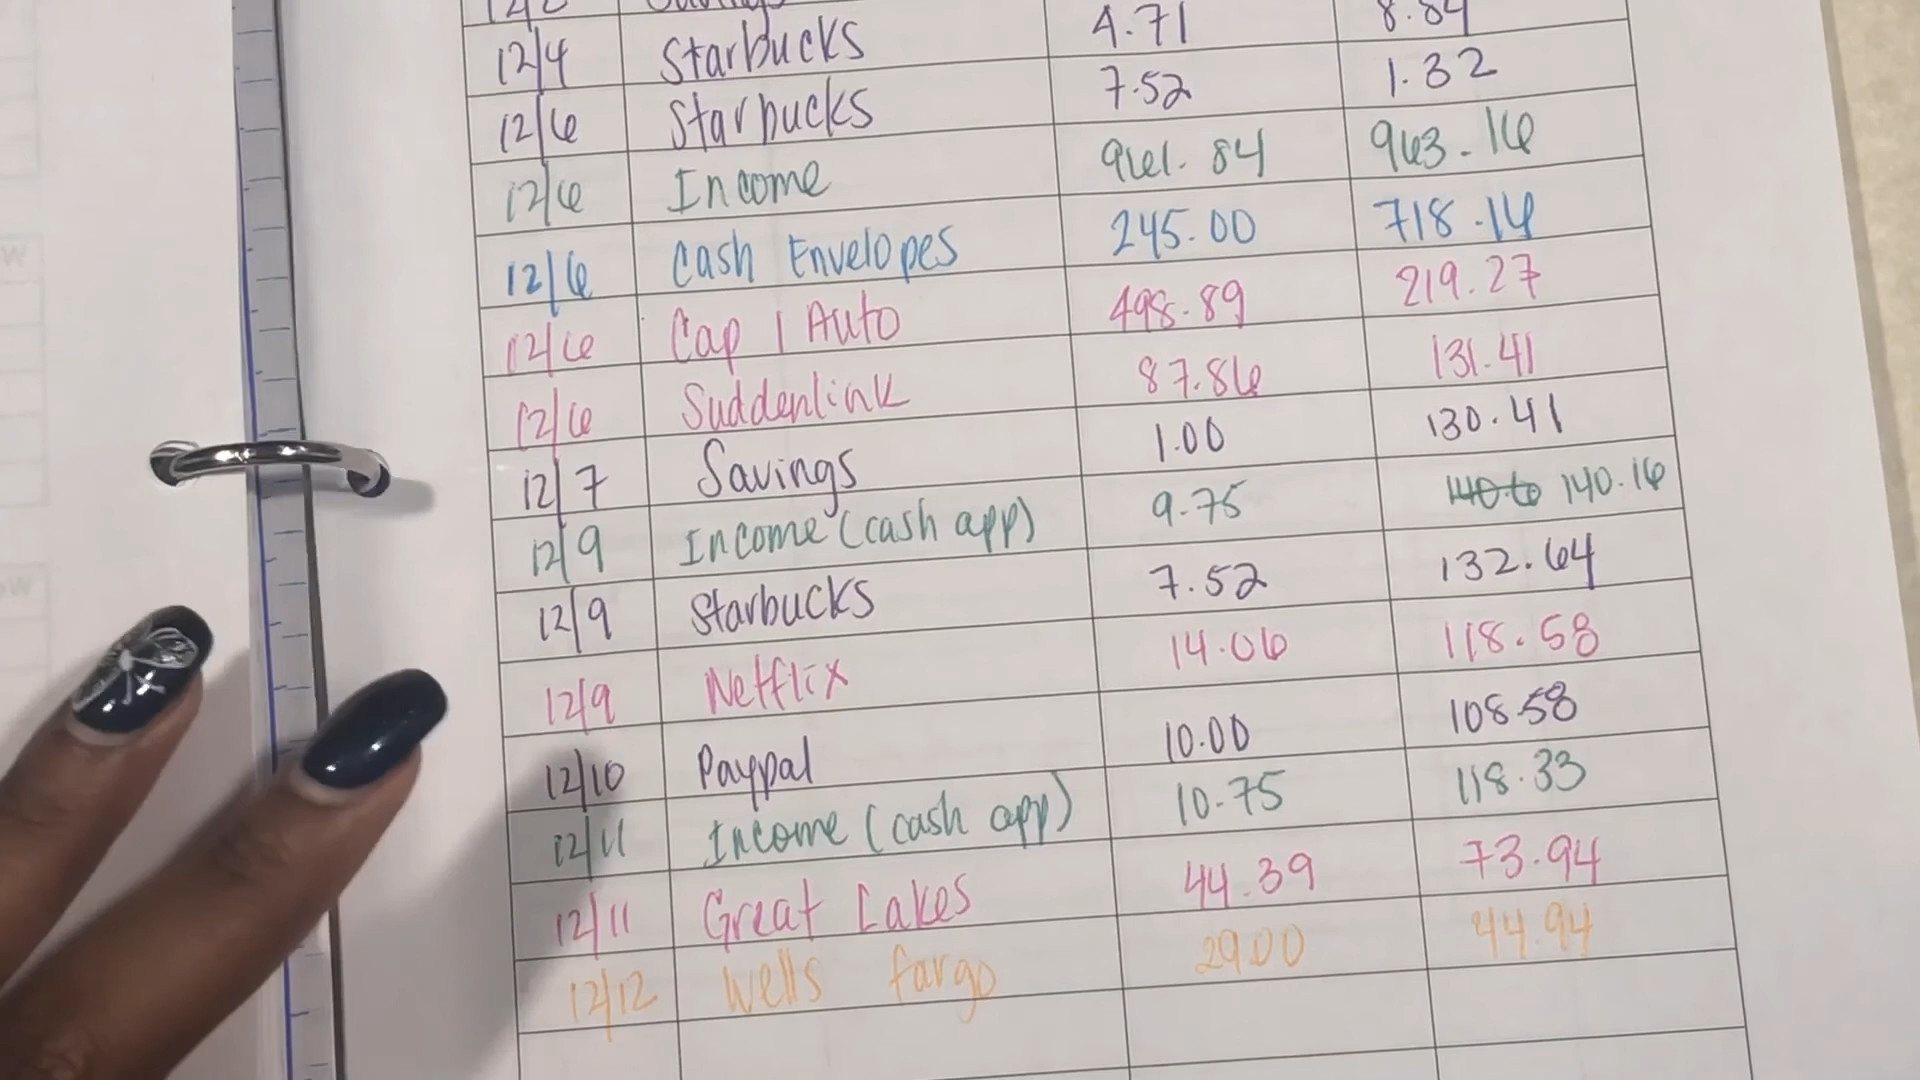 12/4 Starbucks 4.71 8.84
12/6 Starbucks 7.52 1.32
12/6 Income 961.84 963.16
12/6 Cash Envelopes 245.00 718.16
12/6 Cap 1 Auto 498.89 219.27
12/6 Suddenlink 87.86 131.41
12/7 Savings 1.00 130.41
12/9 Income (cash app) 9.75 140.16
12/9 Starbucks 7.52 132.64
12/9 Netflix 14.06 118.58
12/10 Paypal 10.00 108.58
12/11 Income (cash app) 10.75 118.33
12/11 Great Lakes 44.39 73.94
12/12 Wells fargo 29.00 44.94